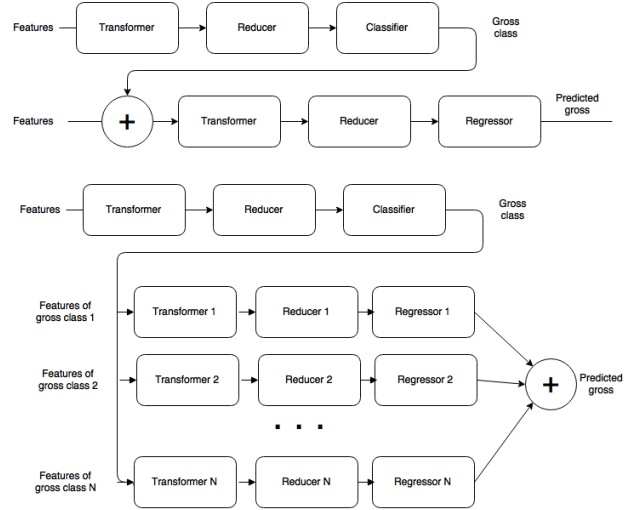 Features
Transformer
Reducer
Classifier
Gross
class
Features
+
Transformer
Reducer
Regressor
Predicted
gross
Features
Transformer
Reducer
Classifier
Gross
class
Features of
gross class 1
Transformer 1
Reducer 1
Regressor 1
Features of
gross class 2
Transformer 2
Reducer 2
Regressor 2
+
Predicted
gross
. . .
Features of
gross class N
Transformer N
Reducer N
Regressor N